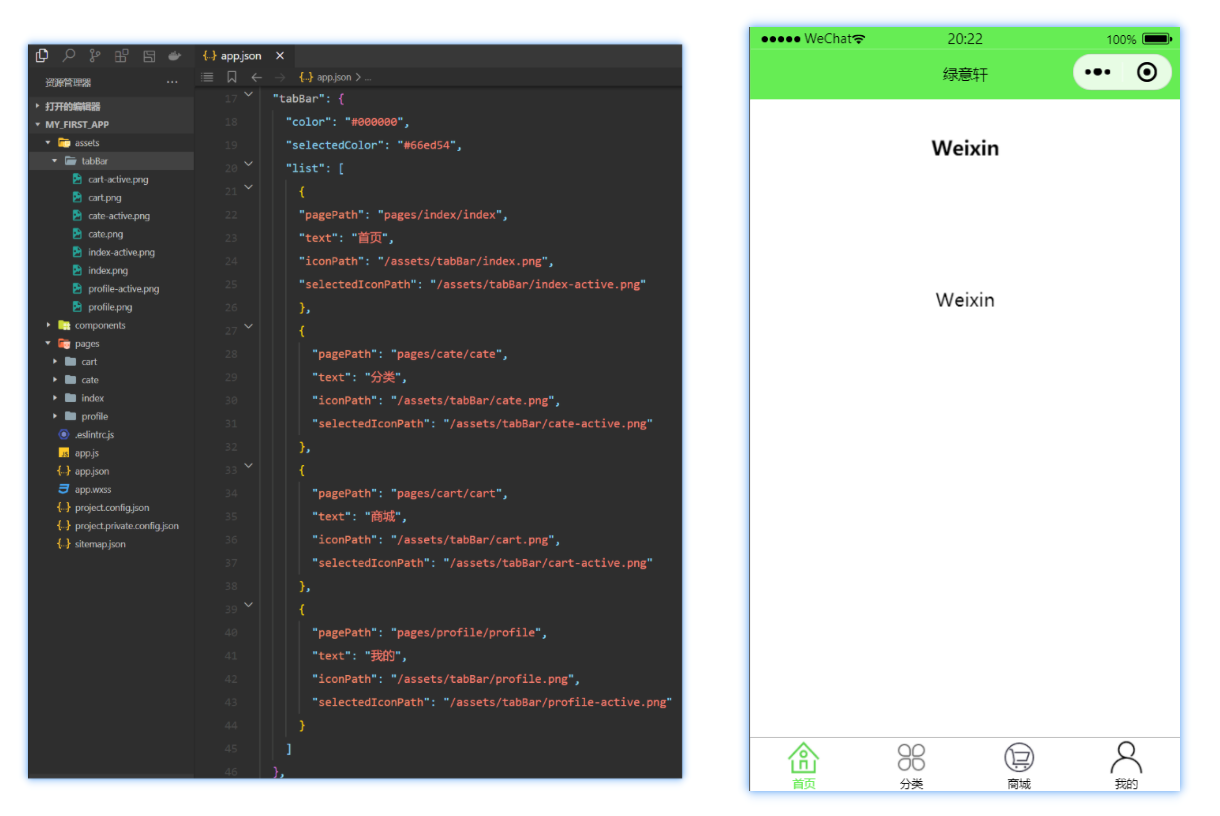 app.json ×
资源管理器 ···
{..} app.json > ...
打开的编辑器
MY_FIRST_APP
assets
tabBar
cart-active.png
cart.png
cate-active.png
cate.png
index-active.png
index.png
profile-active.png
profile.png
components
pages
cart
cate
index
profile
.eslintrc.js
app.js
app.json
app.wxss
project.config.json
project.private.config.json
sitemap.json
17 "tabBar": {
18 "color": "#000000",
19 "selectedColor": "#66ed54",
20 "list": [
21 {
22 "pagePath": "pages/index/index",
23 "text": "首页",
24 "iconPath": "/assets/tabBar/index.png",
25 "selectedIconPath": "/assets/tabBar/index-active.png"
26 },
27 {
28 "pagePath": "pages/cate/cate",
29 "text": "分类",
30 "iconPath": "/assets/tabBar/cate.png",
31 "selectedIconPath": "/assets/tabBar/cate-active.png"
32 },
33 {
34 "pagePath": "pages/cart/cart",
35 "text": "商城",
36 "iconPath": "/assets/tabBar/cart.png",
37 "selectedIconPath": "/assets/tabBar/cart-active.png"
38 },
39 {
40 "pagePath": "pages/profile/profile",
41 "text": "我的",
42 "iconPath": "/assets/tabBar/profile.png",
43 "selectedIconPath": "/assets/tabBar/profile-active.png"
44 }
45 ]
46 },
WeChat 20:22 100%
绿意轩
Weixin
Weixin
首页 分类 商城 我的